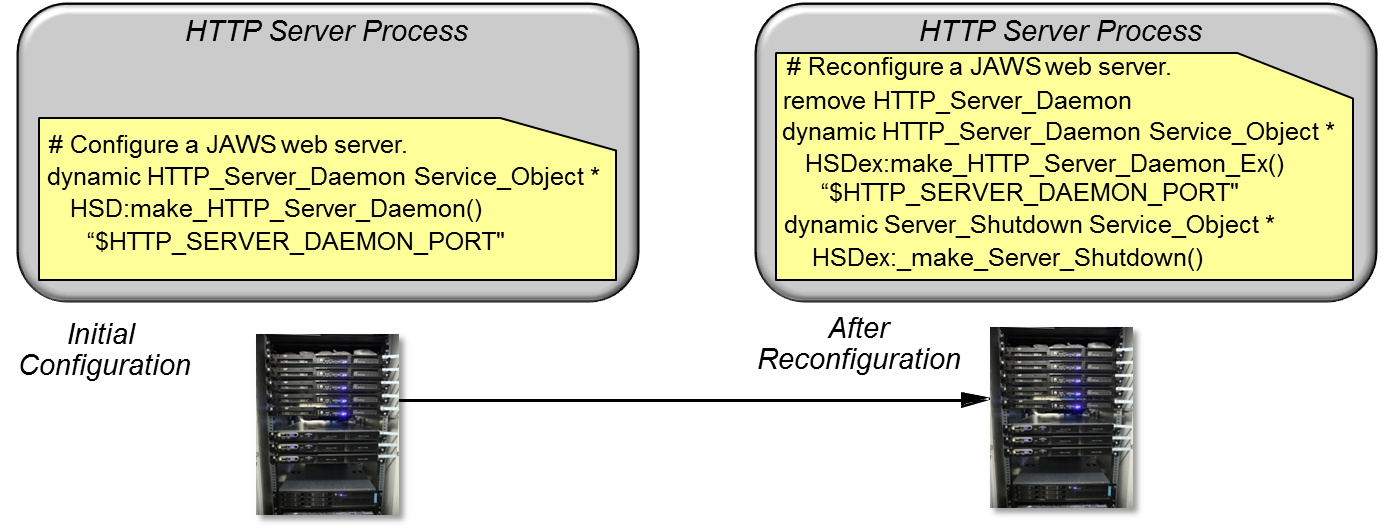 HTTP Server Process
# Configure a JAWS web server.
dynamic HTTP_Server_Daemon Service_Object *
HSD:make_HTTP_Server_Daemon()
“$HTTP_SERVER_DAEMON_PORT"
Initial
Configuration
HTTP Server Process
# Reconfigure a JAWS web server.
remove HTTP_Server_Daemon
dynamic HTTP_Server_Daemon Service_Object *
HSDex:make_HTTP_Server_Daemon_Ex()
“$HTTP_SERVER_DAEMON_PORT"
dynamic Server_Shutdown Service_Object *
HSDex:_make_Server_Shutdown()
After
Reconfiguration